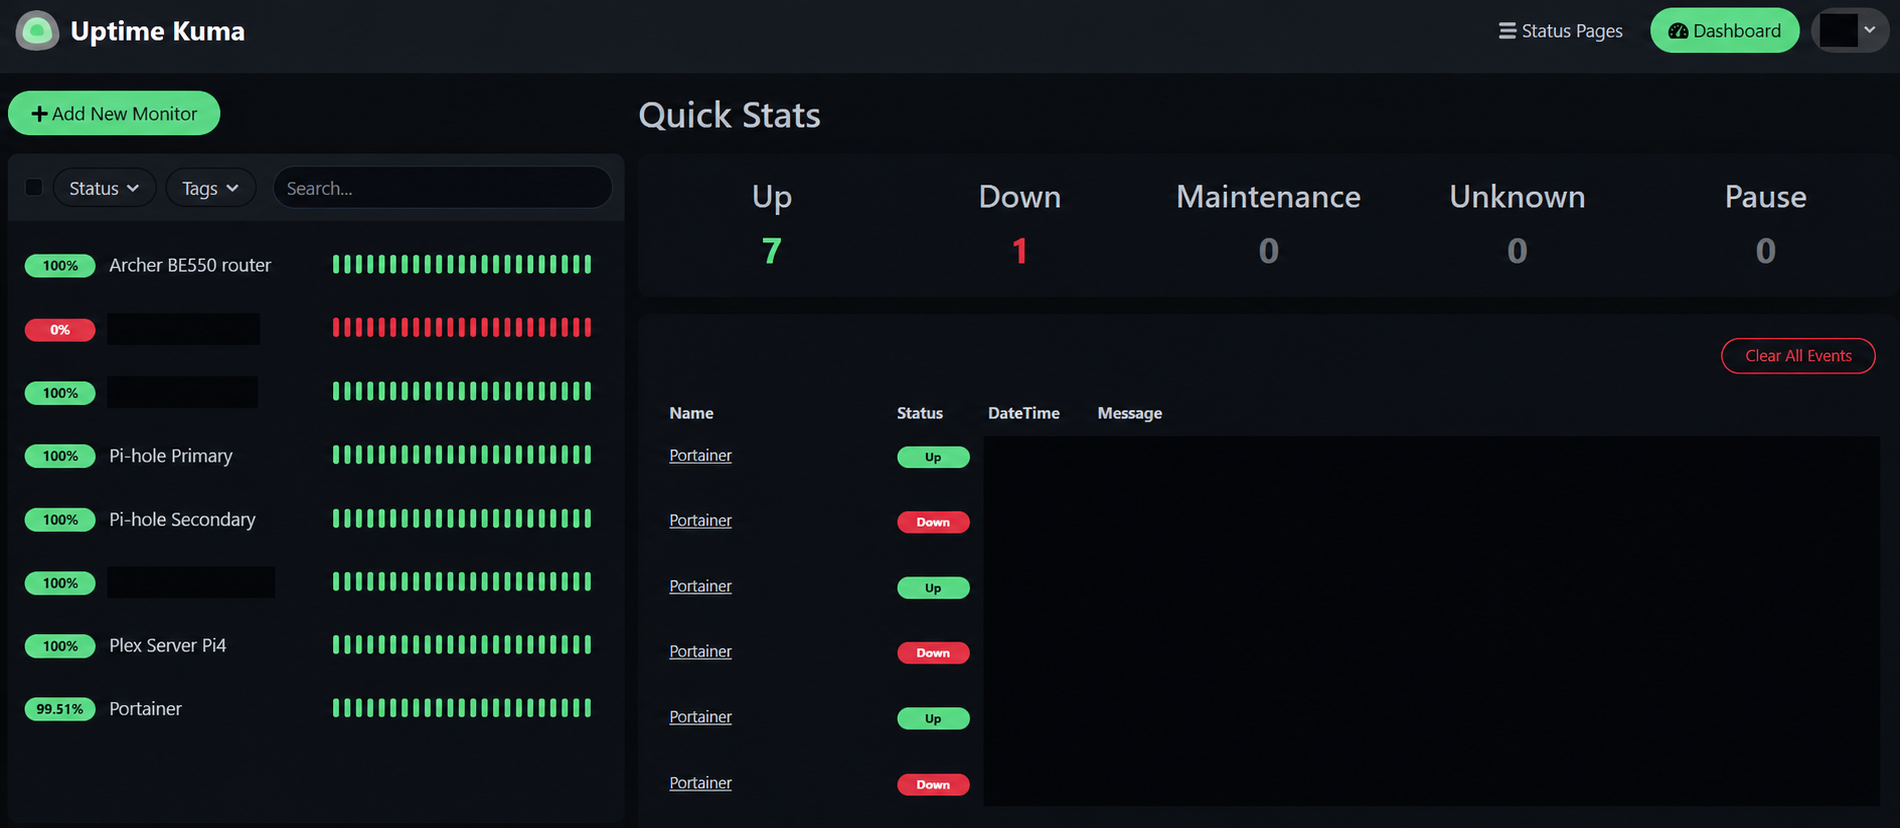 Uptime Kuma
Status Pages
Dashboard
Add New Monitor
Status
Tags
Search...
100% Archer BE550 router
0%
100%
100% Pi-hole Primary
100% Pi-hole Secondary
100%
100% Plex Server Pi4
99.51% Portainer
Quick Stats
Up Down Maintenance Unknown Pause
7 1 0 0 0
Clear All Events
Name Status DateTime Message
Portainer Up
Portainer Down
Portainer Up
Portainer Down
Portainer Up
Portainer Down